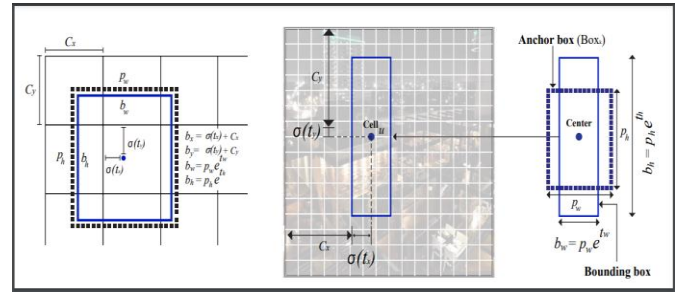 Cx
Cy
pw
bw
ph
bh
σ(ty)
σ(tx)
bx = σ(tx) + Cx
by = σ(ty) + Cy
bw = pw e^tw
bh = ph e^th
Cy
σ(ty)
Cell u
Cx
σ(tx)
Anchor box (Boxs)
Center
ph
bh = ph e^th
pw
bw = pw e^tw
Bounding box